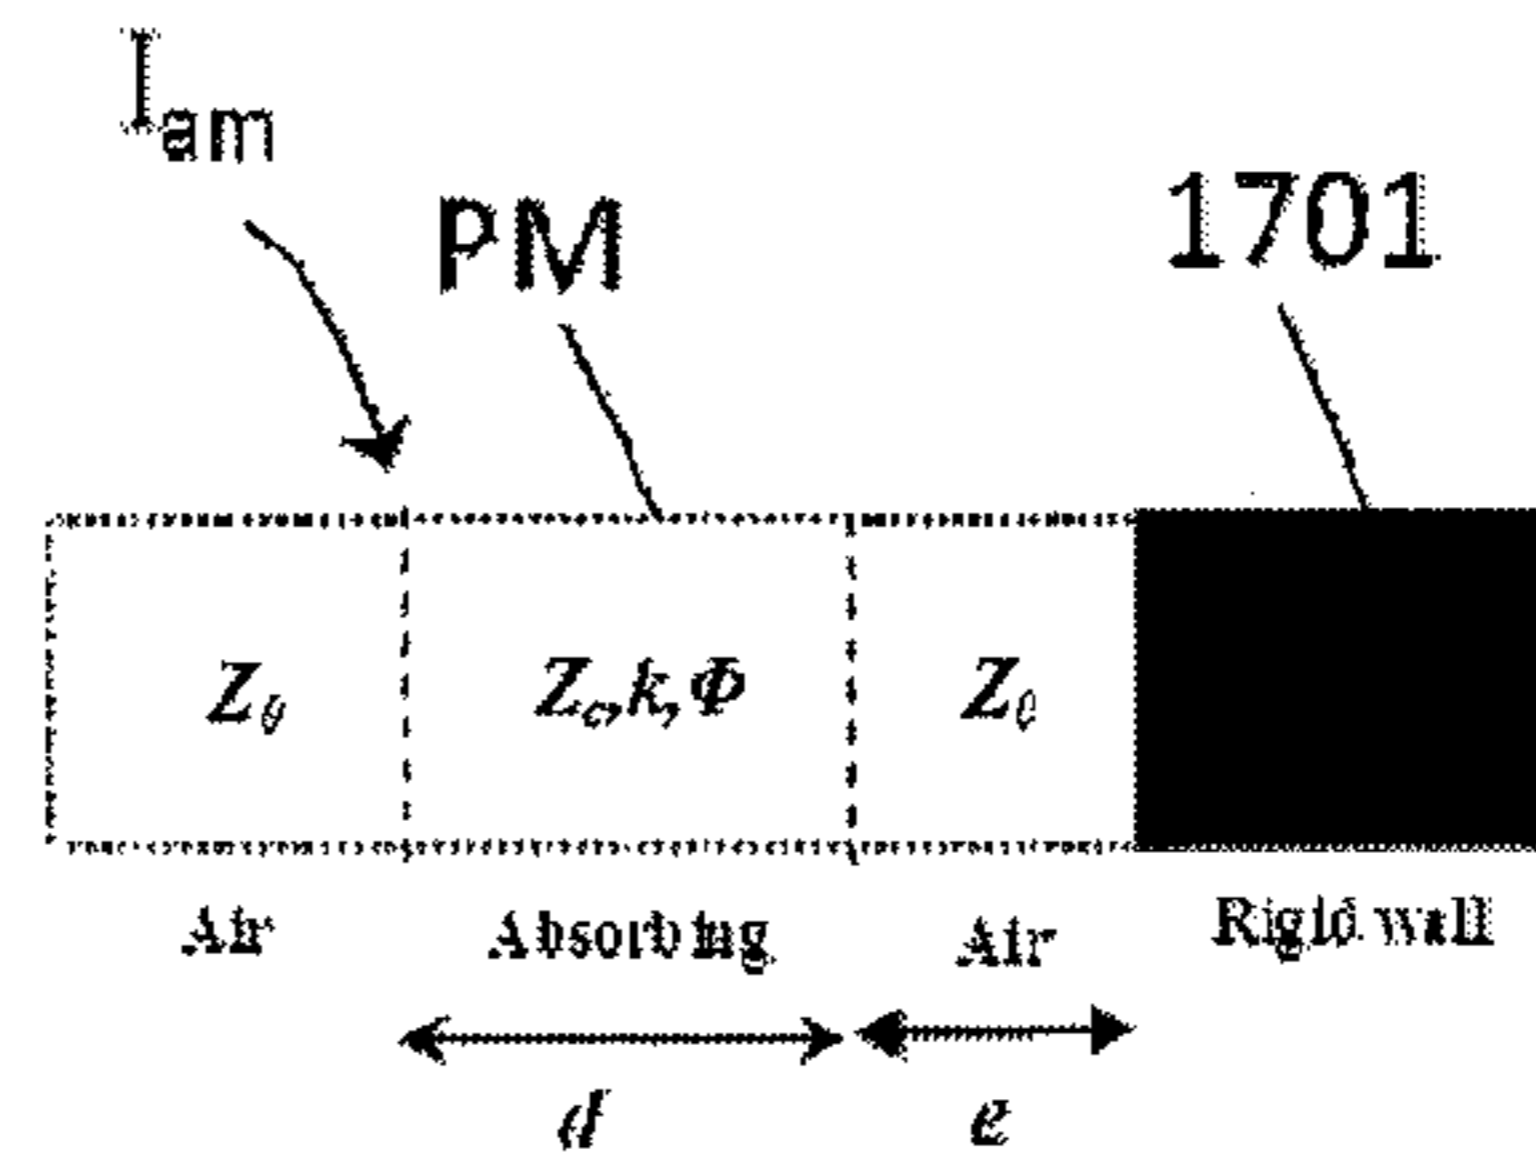 I_am
PM
1701
Z_0 Z_c, k, Φ Z_0
Air Absorbing Air Rigid wall
d e